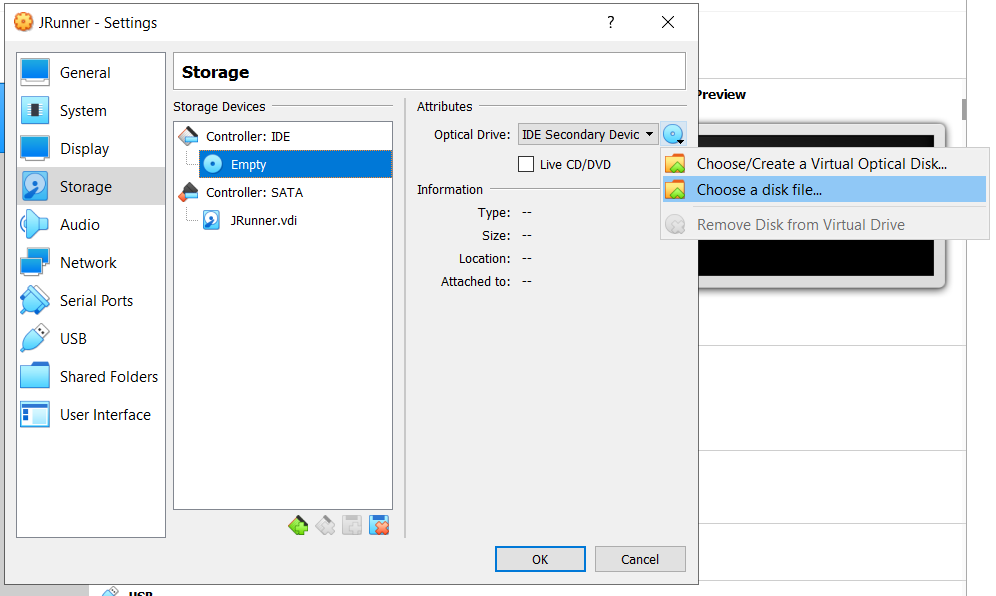 JRunner - Settings
?
General
System
Display
Storage
Audio
Network
Serial Ports
USB
Shared Folders
User Interface
Storage
Storage Devices
Controller: IDE
Empty
Controller: SATA
JRunner.vdi
Attributes
Optical Drive: IDE Secondary Devic
Live CD/DVD
Information
Type: --
Size: --
Location: --
Attached to: --
OK
Cancel
Preview
Choose/Create a Virtual Optical Disk...
Choose a disk file...
Remove Disk from Virtual Drive
USB